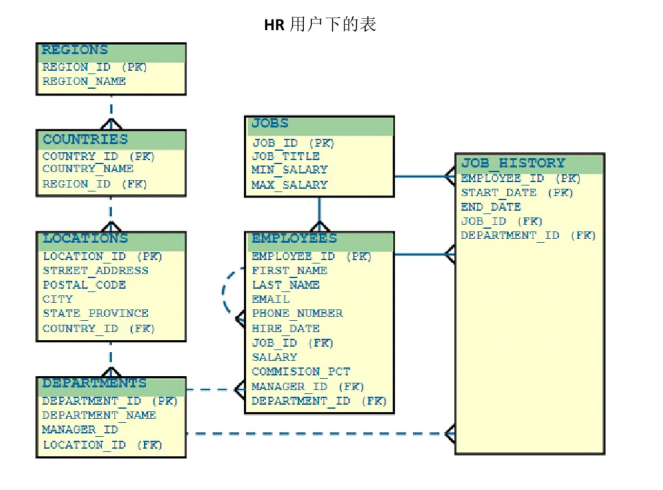 HR 用户下的表
REGIONS
REGION_ID (PK)
REGION_NAME
COUNTRIES
COUNTRY_ID (PK)
COUNTRY_NAME
REGION_ID (FK)
LOCATIONS
LOCATION_ID (PK)
STREET_ADDRESS
POSTAL_CODE
CITY
STATE_PROVINCE
COUNTRY_ID (FK)
DEPARTMENTS
DEPARTMENT_ID (PK)
DEPARTMENT_NAME
MANAGER_ID
LOCATION_ID (FK)
JOBS
JOB_ID (PK)
JOB_TITLE
MIN_SALARY
MAX_SALARY
EMPLOYEES
EMPLOYEE_ID (PK)
FIRST_NAME
LAST_NAME
EMAIL
PHONE_NUMBER
HIRE_DATE
JOB_ID (FK)
SALARY
COMMISION_PCT
MANAGER_ID (FK)
DEPARTMENT_ID (FK)
JOB_HISTORY
EMPLOYEE_ID (PK)
START_DATE (PK)
END_DATE
JOB_ID (FK)
DEPARTMENT_ID (FK)